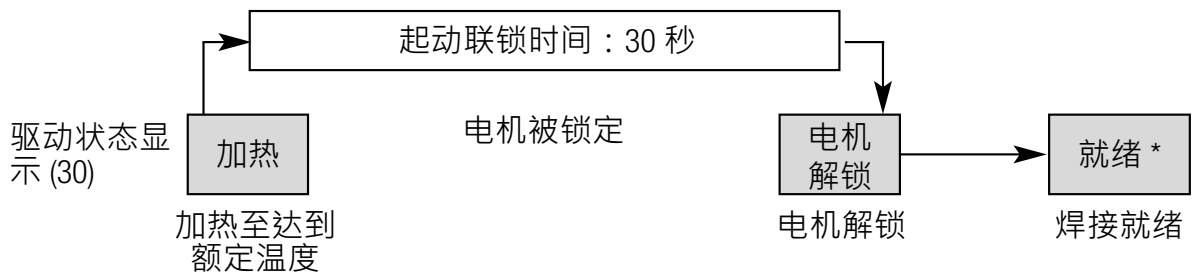 起动联锁时间：30 秒
驱动状态显
示 (30)
加热
电机被锁定
电机
解锁
就绪 *
加热至达到
额定温度
电机解锁
焊接就绪